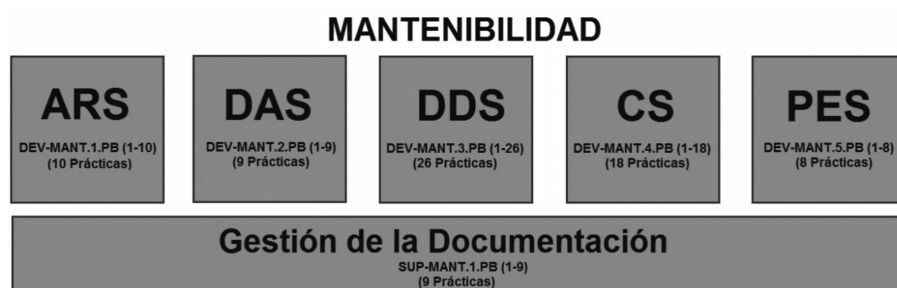 MANTENIBILIDAD
ARS
DEV-MANT.1.PB (1-10)
(10 Prácticas)
DAS
DEV-MANT.2.PB (1-9)
(9 Prácticas)
DDS
DEV-MANT.3.PB (1-26)
(26 Prácticas)
CS
DEV-MANT.4.PB (1-18)
(18 Prácticas)
PES
DEV-MANT.5.PB (1-8)
(8 Prácticas)
Gestión de la Documentación
SUP-MANT.1.PB (1-9)
(9 Prácticas)